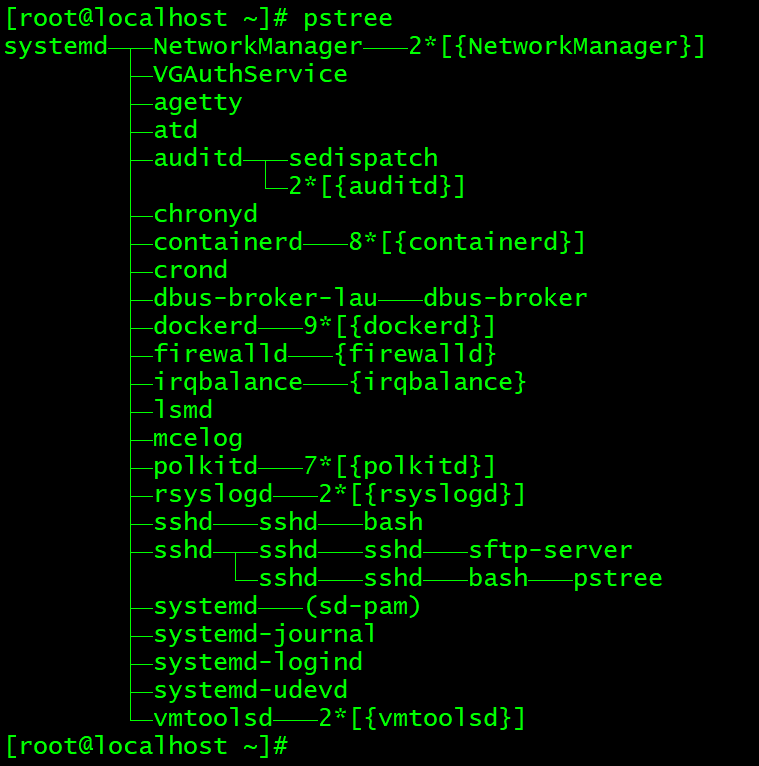 [root@localhost ~]# pstree
systemd─┬─NetworkManager───2*[{NetworkManager}]
        ├─VGAuthService
        ├─agetty
        ├─atd
        ├─auditd─┬─sedispatch
        │        └─2*[{auditd}]
        ├─chronyd
        ├─containerd───8*[{containerd}]
        ├─crond
        ├─dbus-broker-lau───dbus-broker
        ├─dockerd───9*[{dockerd}]
        ├─firewalld───{firewalld}
        ├─irqbalance───{irqbalance}
        ├─lsmd
        ├─mcelog
        ├─polkitd───7*[{polkitd}]
        ├─rsyslogd───2*[{rsyslogd}]
        ├─sshd───sshd───bash
        ├─sshd─┬─sshd───sshd───sftp-server
        │      └─sshd───sshd───bash───pstree
        ├─systemd───(sd-pam)
        ├─systemd-journal
        ├─systemd-logind
        ├─systemd-udevd
        └─vmtoolsd───2*[{vmtoolsd}]
[root@localhost ~]#